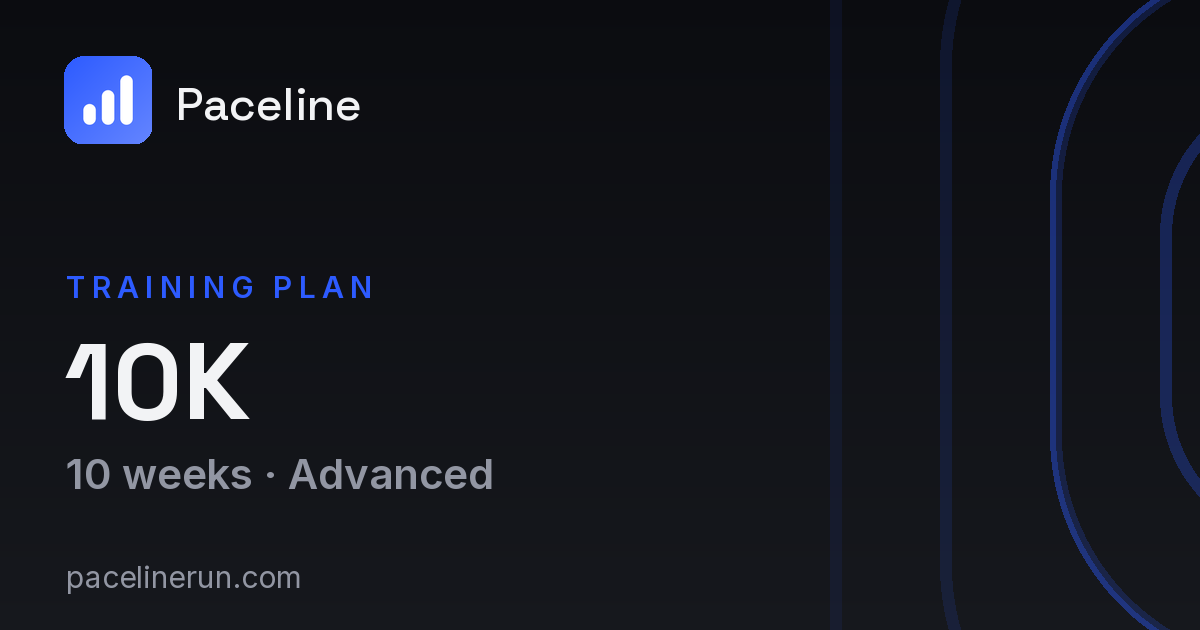 Paceline
TRAINING PLAN
10K
10 weeks · Advanced
pacelinerun.com